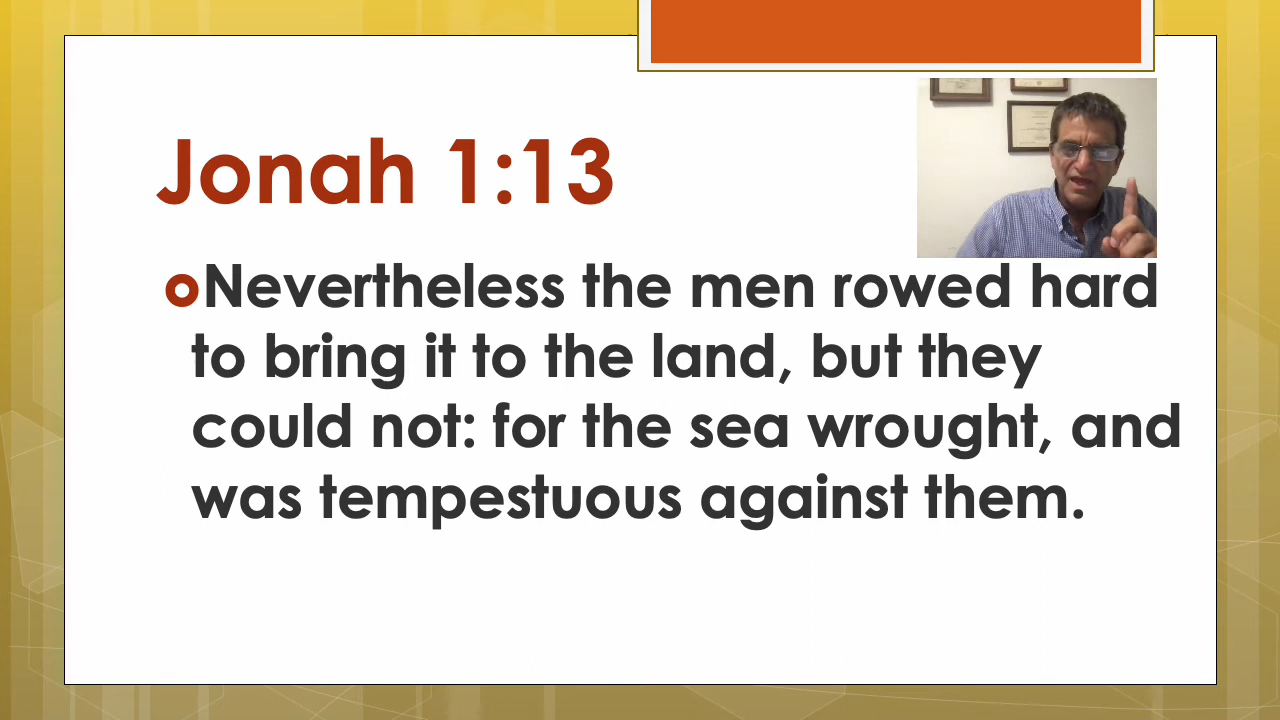 Jonah 1:13
Nevertheless the men rowed hard
to bring it to the land, but they
could not: for the sea wrought, and
was tempestuous against them.